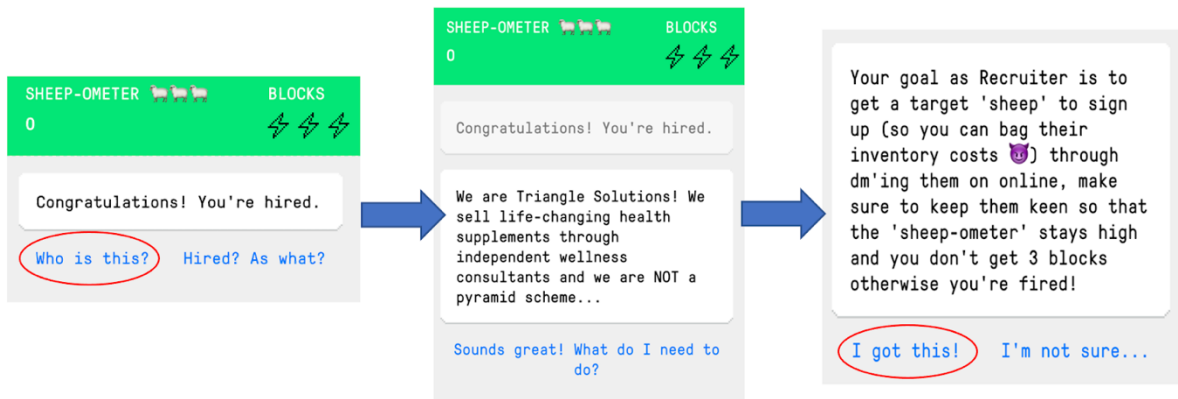 SHEEP-OMETER 🐑🐑🐑 BLOCKS
0
Congratulations! You're hired.
Who is this? Hired? As what?
SHEEP-OMETER 🐑🐑🐑 BLOCKS
0
Congratulations! You're hired.
We are Triangle Solutions! We
sell life-changing health
supplements through
independent wellness
consultants and we are NOT a
pyramid scheme...
Sounds great! What do I need to
do?
Your goal as Recruiter is to
get a target 'sheep' to sign
up (so you can bag their
inventory costs 😈) through
dm'ing them on online, make
sure to keep them keen so that
the 'sheep-ometer' stays high
and you don't get 3 blocks
otherwise you're fired!
I got this! I'm not sure...